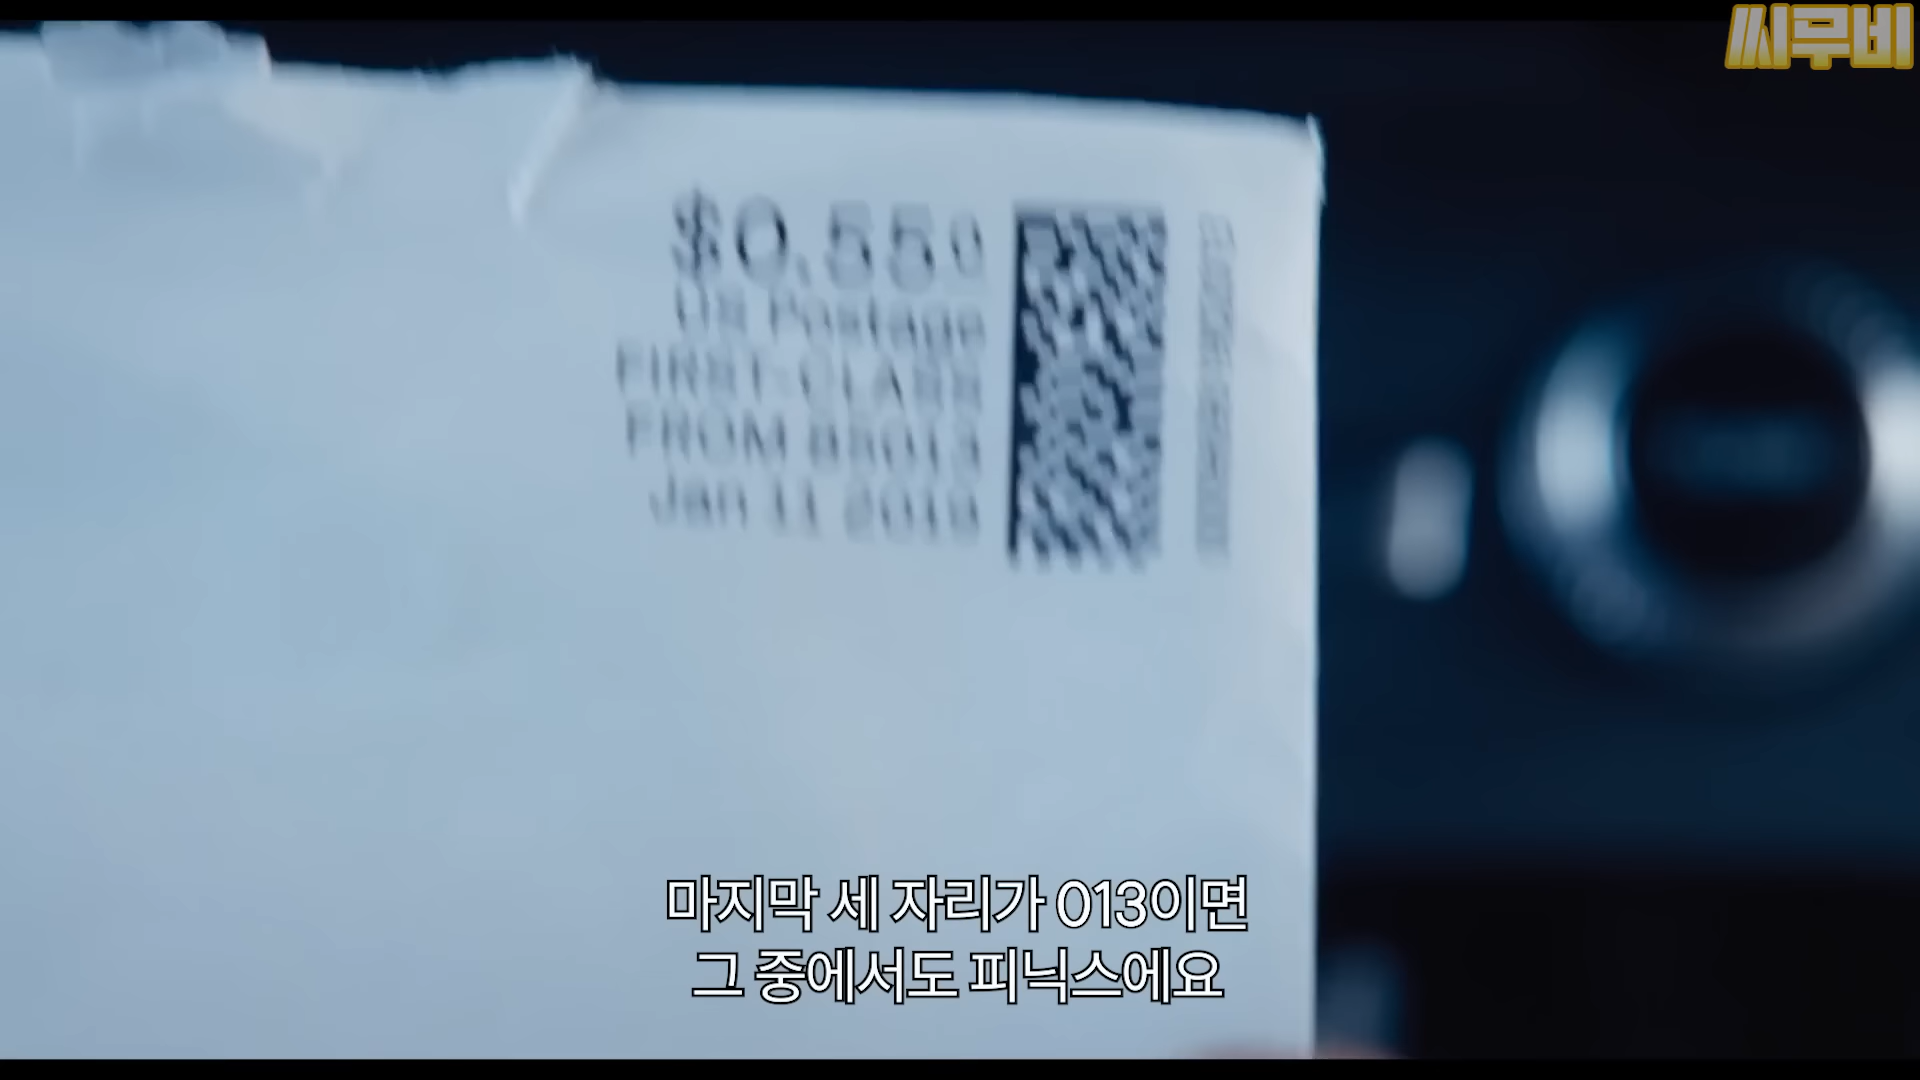 씨무비
$0.550
US Postage
FIRST-CLASS
FROM 85013
Jan 11 2019
마지막 세 자리가 013이면
그 중에서도 피닉스에요